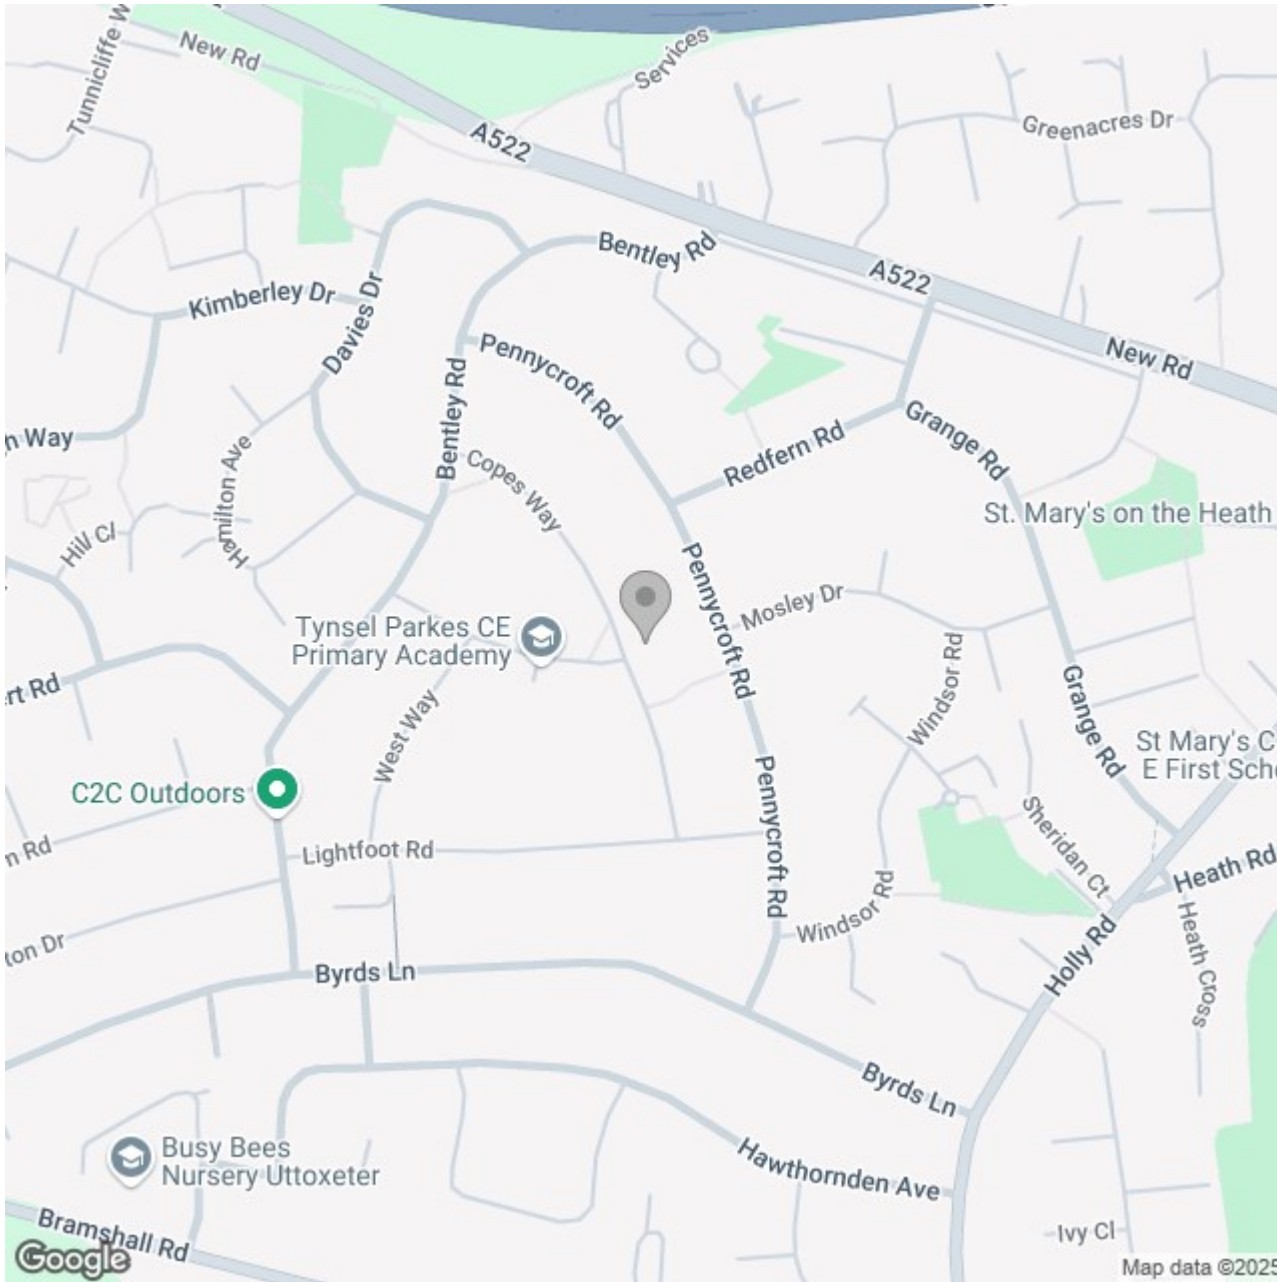 Tunnicliffe W
New Rd
Services
A522
Greenacres Dr
Bentley Rd
A522
Kimberley Dr
Davies Dr
Pennycroft Rd
New Rd
Bentley Rd
n Way
Hamilton Ave
Copes Way
Redfern Rd
Grange Rd
St. Mary's on the Heath
Hill Cl
Pennycroft Rd
Mosley Dr
Tynsel Parkes CE
Primary Academy
Windsor Rd
rt Rd
West Way
Grange Rd
St Mary's C
E First Scho
C2C Outdoors
Pennycroft Rd
Sheridan Ct
n Rd
Lightfoot Rd
Heath Rd
Windsor Rd
ton Dr
Byrds Ln
Holly Rd
Heath Cross
Byrds Ln
Busy Bees
Nursery Uttoxeter
Hawthornden Ave
Bramshall Rd
Ivy Cl
Google
Map data ©2025